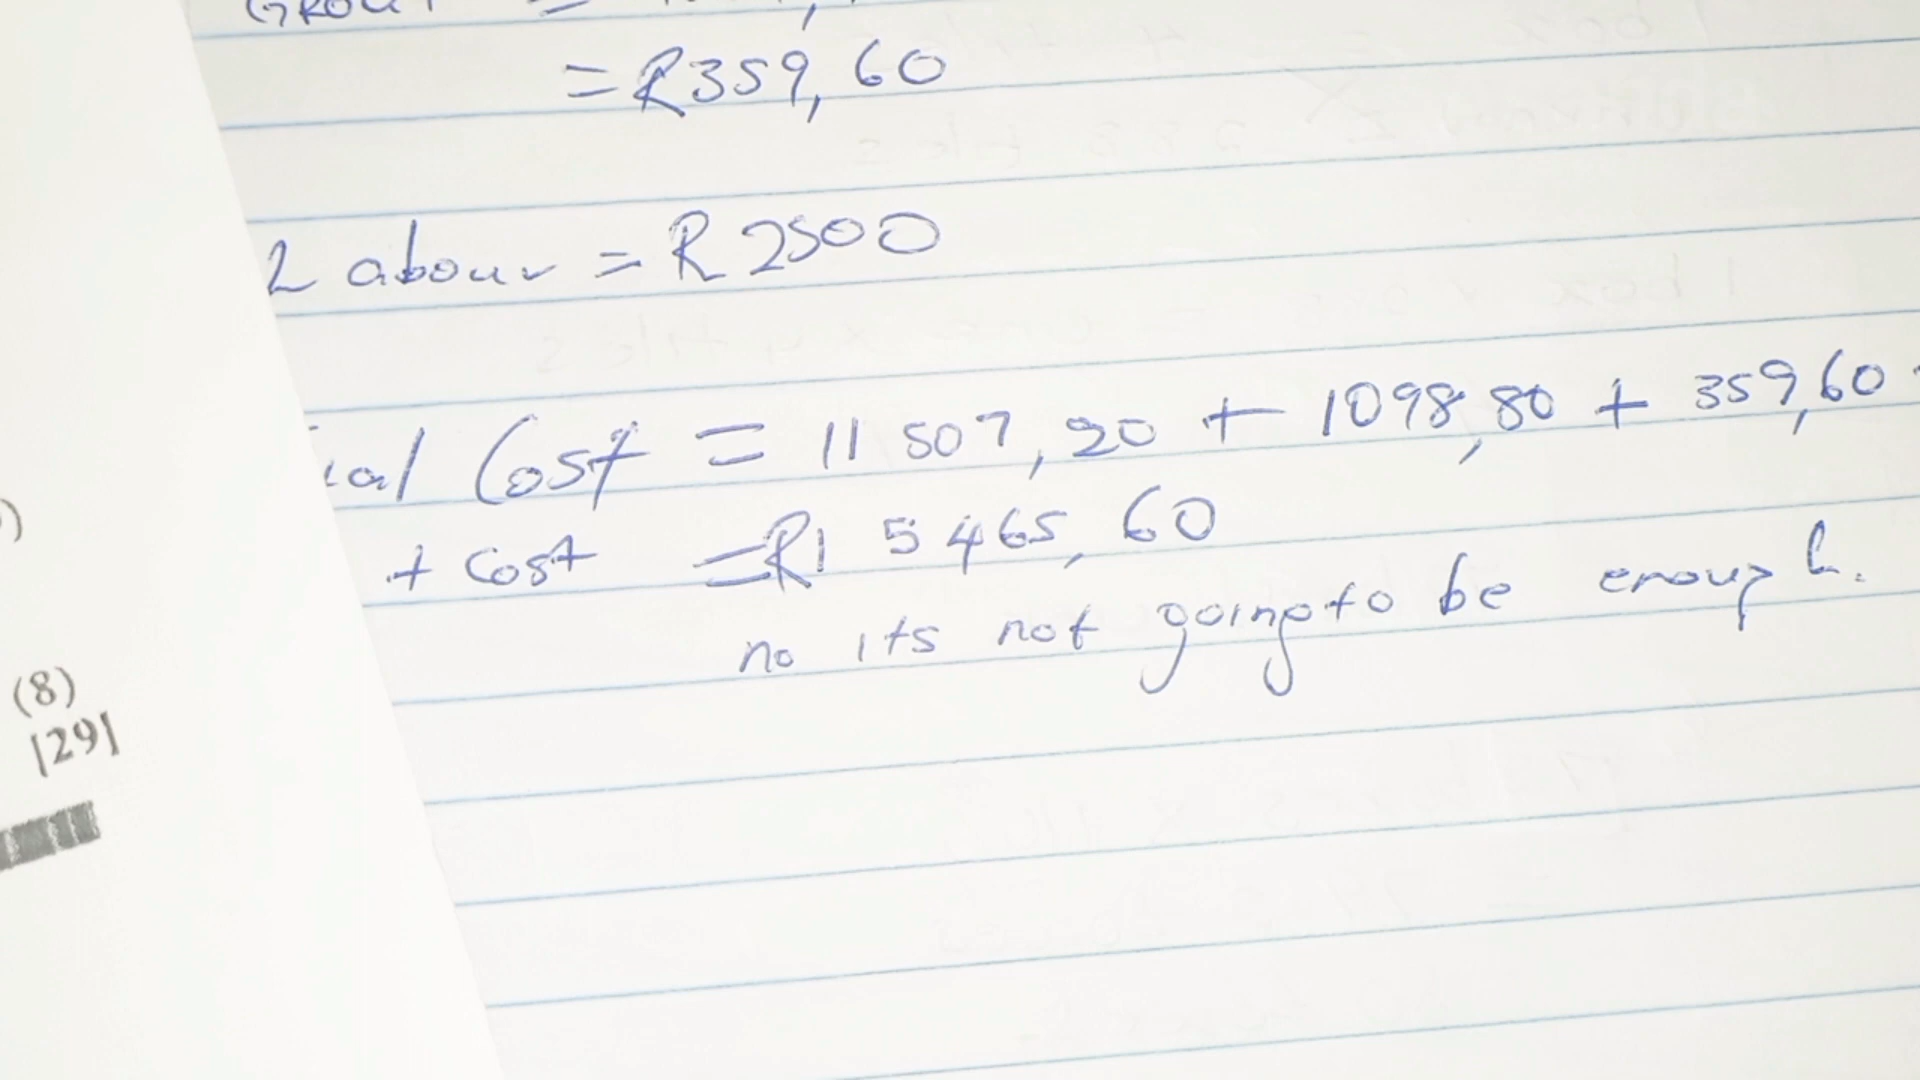 = R359,60
Labour = R2500
Cost = 11 507,20 + 1098,80 + 359,60
+ Cost = R15 465,60
no its not going to be enough.
(8)
[29]